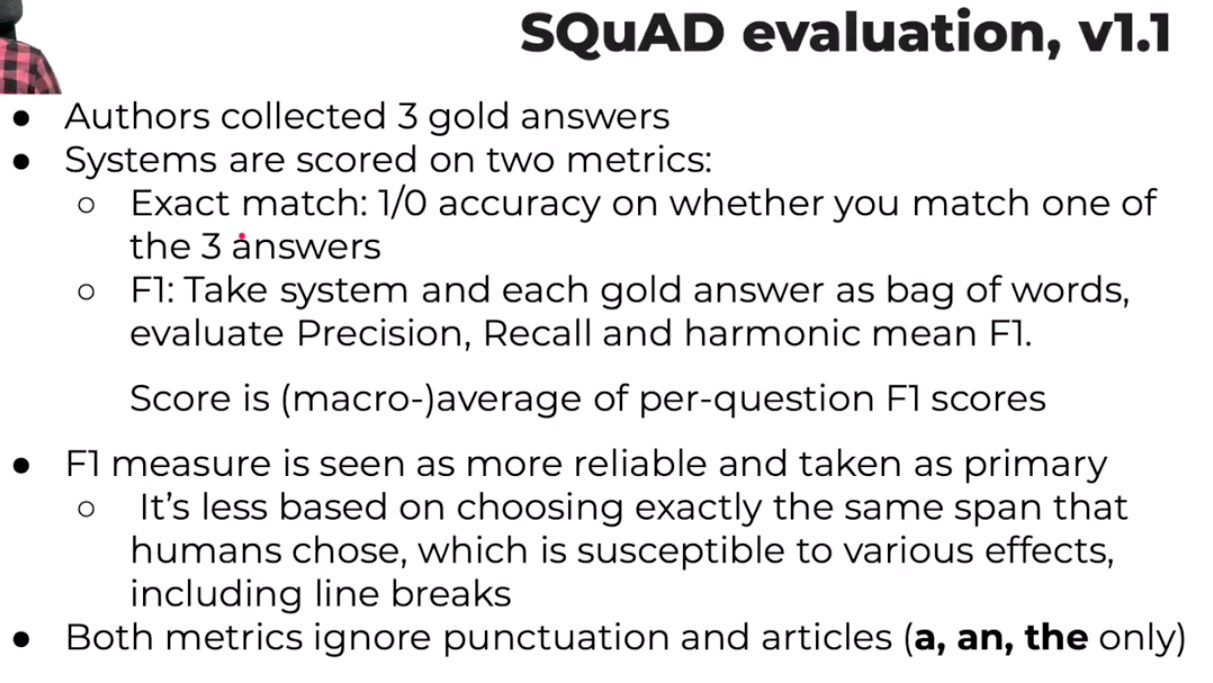 SQuAD evaluation, v1.1
● Authors collected 3 gold answers
● Systems are scored on two metrics:
○ Exact match: 1/0 accuracy on whether you match one of
the 3 answers
○ F1: Take system and each gold answer as bag of words,
evaluate Precision, Recall and harmonic mean F1.
Score is (macro-)average of per-question F1 scores
● F1 measure is seen as more reliable and taken as primary
○ It's less based on choosing exactly the same span that
humans chose, which is susceptible to various effects,
including line breaks
● Both metrics ignore punctuation and articles (a, an, the only)